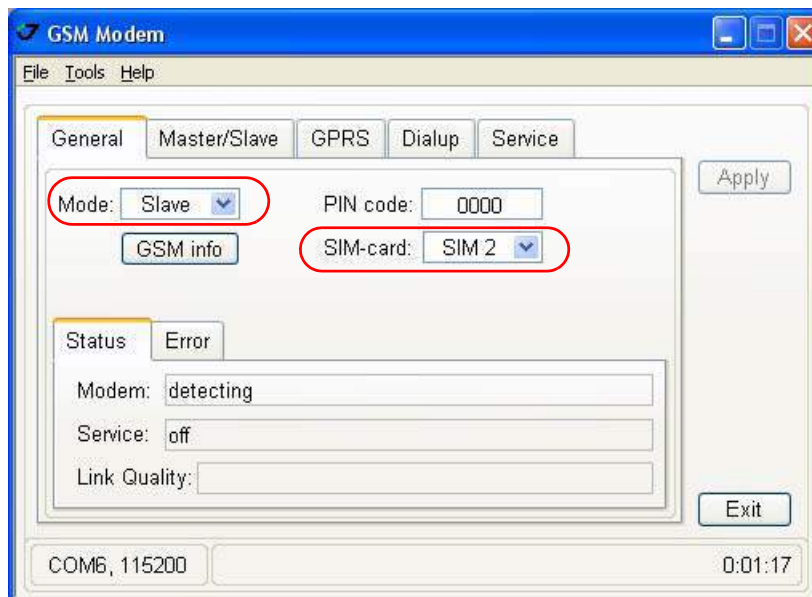 GSM Modem
File Tools Help
General Master/Slave GPRS Dialup Service
Apply
Mode: Slave PIN code: 0000
GSM info SIM-card: SIM 2
Status Error
Modem: detecting
Service: off
Link Quality:
Exit
COM6, 115200 0:01:17